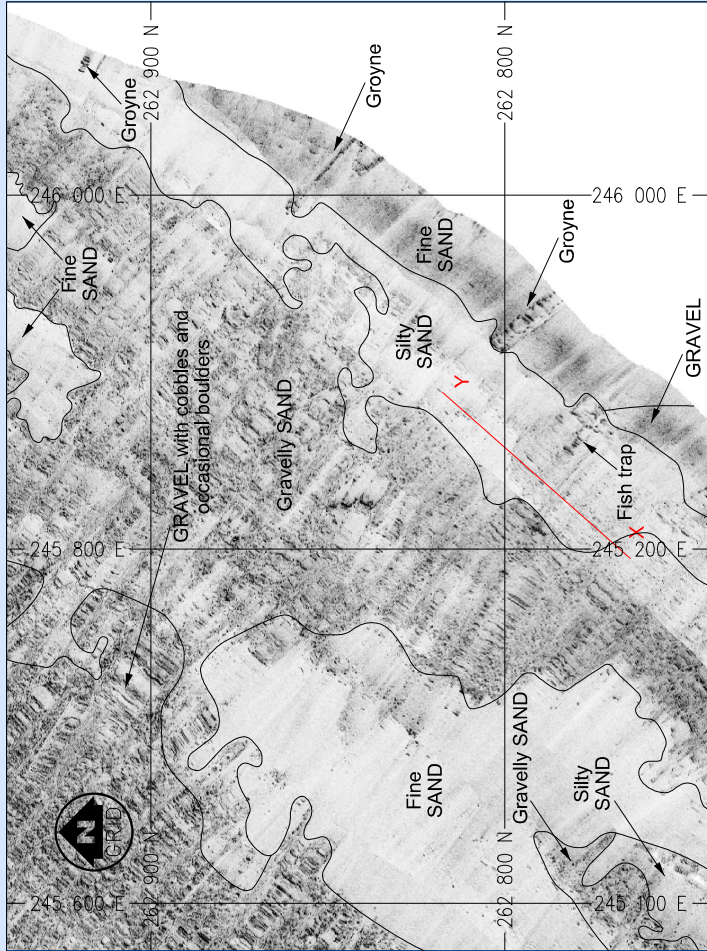 262 900 N
262 800 N
Groyne
Groyne
246 000 E
246 000 E
Fine
SAND
Fine
SAND
Groyne
Silty
SAND
GRAVEL with cobbles and
occasional boulders
Gravelly SAND
Y
GRAVEL
Fish trap
X
245 800 E
245 200 E
N
GRID
Fine
SAND
Gravelly SAND
Silty
SAND
262 900 N
262 800 N
245 600 E
245 100 E